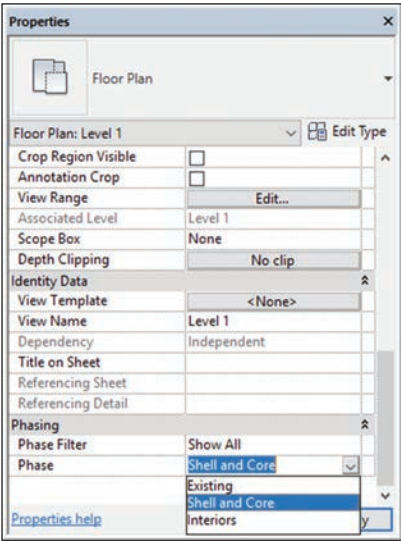 Properties
Floor Plan
Floor Plan: Level 1 Edit Type
Crop Region Visible
Annotation Crop
View Range Edit...
Associated Level Level 1
Scope Box None
Depth Clipping No clip
Identity Data
View Template <None>
View Name Level 1
Dependency Independent
Title on Sheet
Referencing Sheet
Referencing Detail
Phasing
Phase Filter Show All
Phase Shell and Core
Existing
Shell and Core
Properties help Interiors y